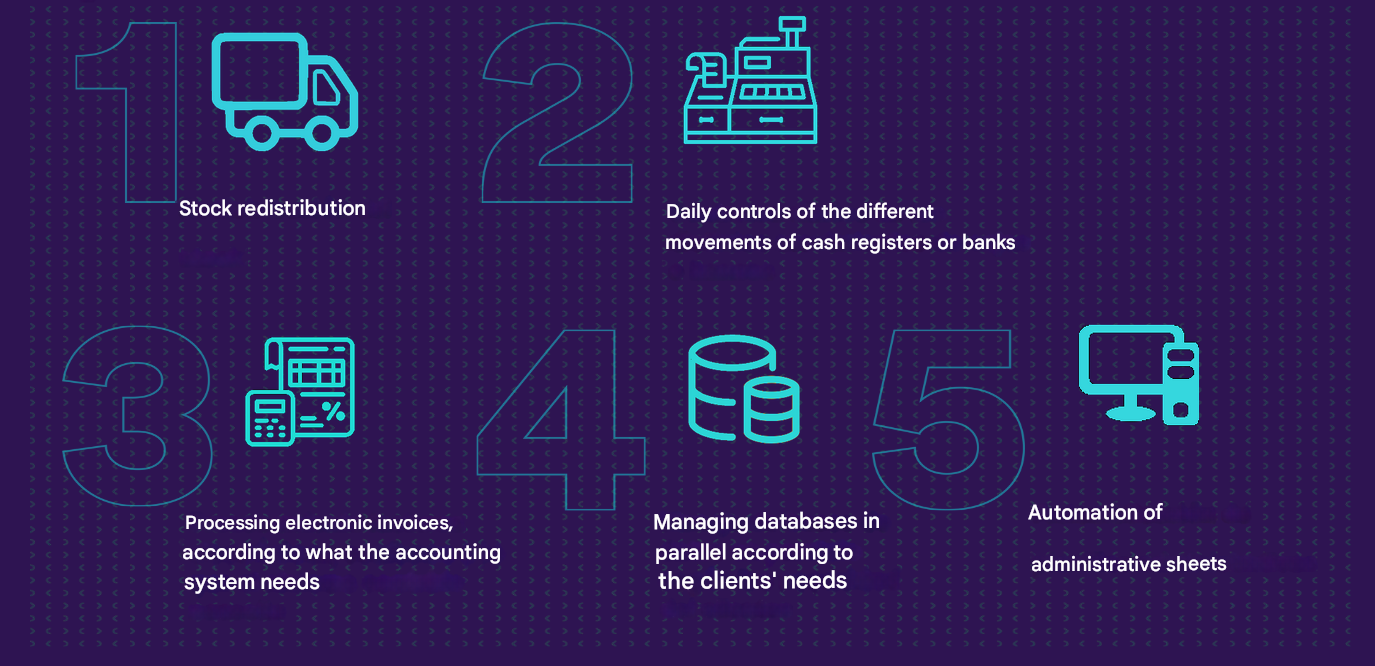 1
Stock redistribution
2
Daily controls of the different
movements of cash registers or banks
3
Processing electronic invoices,
according to what the accounting
system needs
4
Managing databases in
parallel according to
the clients' needs
5
Automation of
administrative sheets